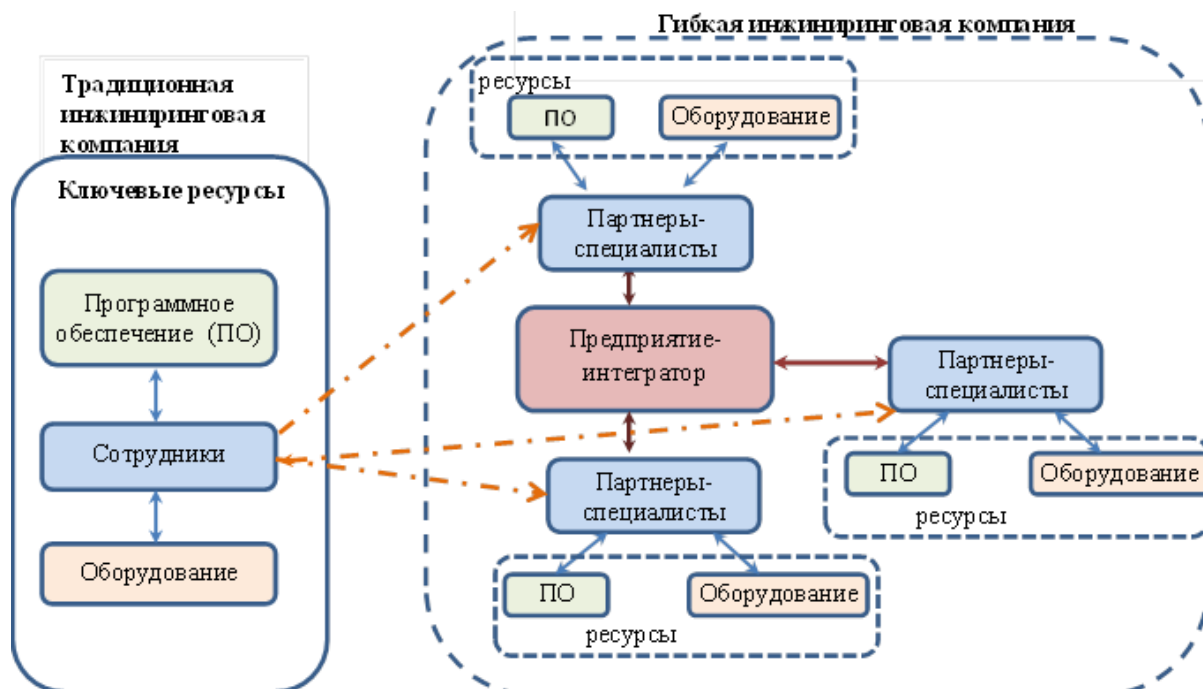 Традиционная
инжиниринговая
компания
Ключевые ресурсы
Программное
обеспечение (ПО)
Сотрудники
Оборудование
Гибкая инжиниринговая компания
ресурсы
ПО
Оборудование
Партнеры-
специалисты
Предприятие-
интегратор
Партнеры-
специалисты
ПО
Оборудование
ресурсы
Партнеры-
специалисты
ПО
Оборудование
ресурсы